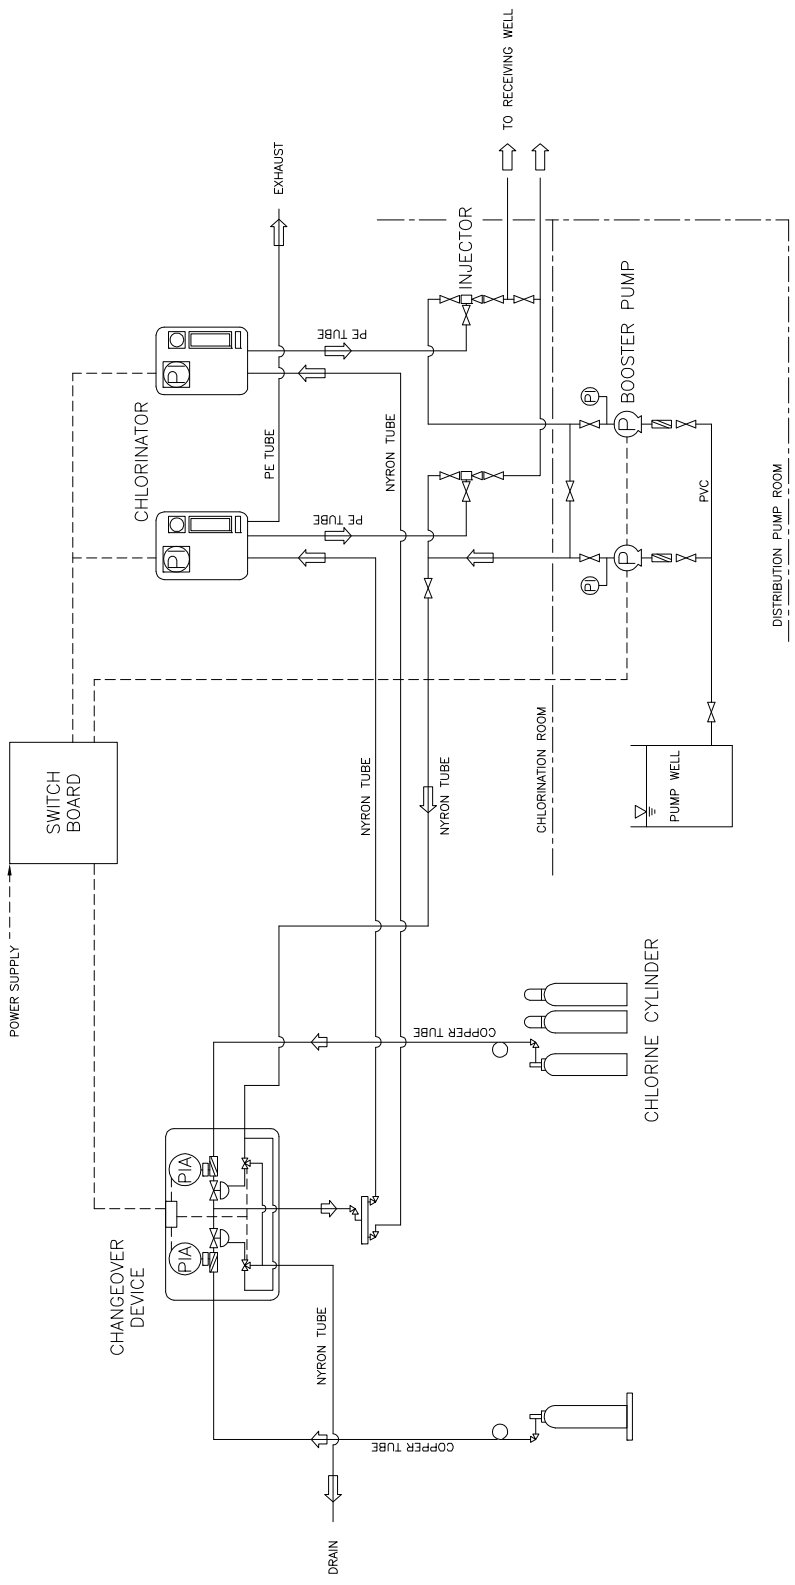 POWER SUPPLY
SWITCH
BOARD
CHANGEOVER
DEVICE
PIA
PIA
CHLORINATOR
PI
PI
PE TUBE
EXHAUST
PE TUBE
PE TUBE
NYRON TUBE
NYRON TUBE
NYRON TUBE
NYRON TUBE
DRAIN
COPPER TUBE
COPPER TUBE
CHLORINE CYLINDER
INJECTOR
TO RECEIVING WELL
CHLORINATION ROOM
BOOSTER PUMP
PI
PI
P
P
PVC
PUMP WELL
DISTRIBUTION PUMP ROOM